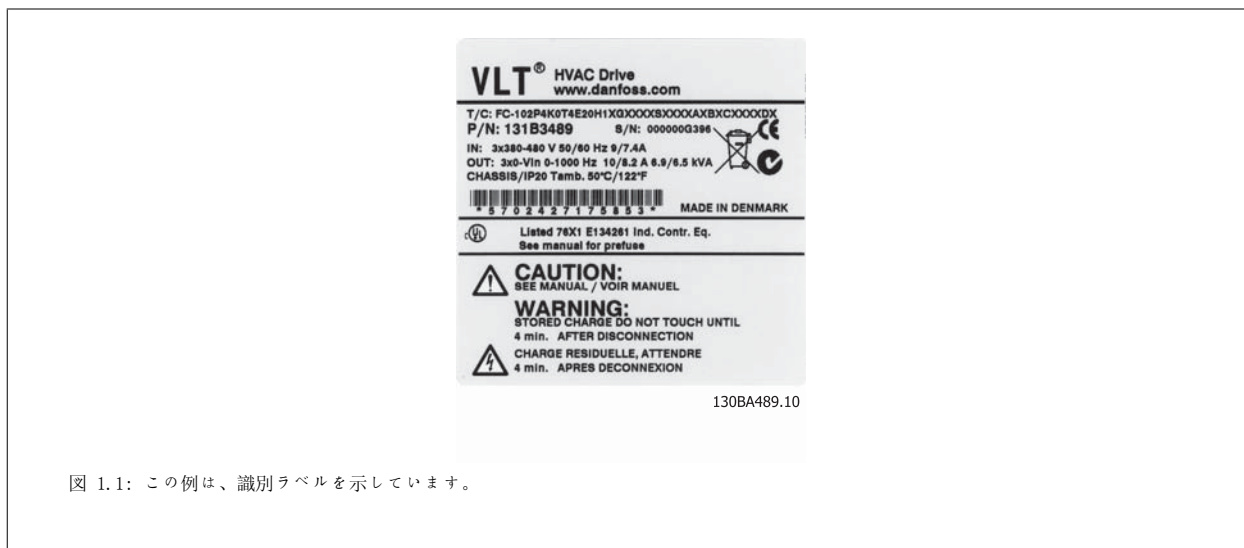 VLT® HVAC Drive
www.danfoss.com
T/C: FC-102P4K0T4E20H1XGXXXXSXXXXAXBXCXXXXDX
P/N: 131B3489 S/N: 000000G396
IN: 3x380-480 V 50/60 Hz 9/7.4A
OUT: 3x0-Vin 0-1000 Hz 10/8.2 A 6.9/6.5 kVA
CHASSIS/IP20 Tamb. 50°C/122°F
* 5 7 0 2 4 2 7 1 7 5 8 5 3 * MADE IN DENMARK
c UL Listed 76X1 E134261 Ind. Contr. Eq.
See manual for prefuse
CAUTION:
SEE MANUAL / VOIR MANUEL
WARNING:
STORED CHARGE DO NOT TOUCH UNTIL
4 min. AFTER DISCONNECTION
CHARGE RESIDUELLE, ATTENDRE
4 min. APRES DECONNEXION
130BA489.10
図 1.1: この例は、識別ラベルを示しています。